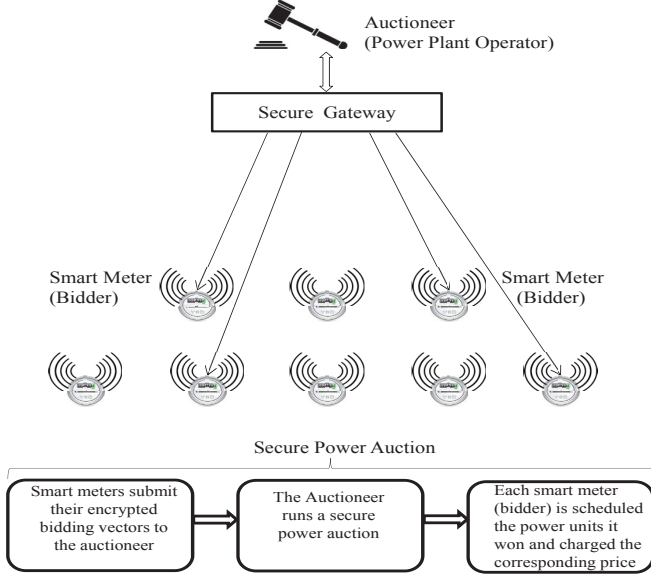 Auctioneer
(Power Plant Operator)
Secure Gateway
Smart Meter
(Bidder)
Smart Meter
(Bidder)
Secure Power Auction
Smart meters submit
their encrypted
bidding vectors to
the auctioneer
The Auctioneer
runs a secure
power auction
Each smart meter
(bidder) is scheduled
the power units it
won and charged the
corresponding price